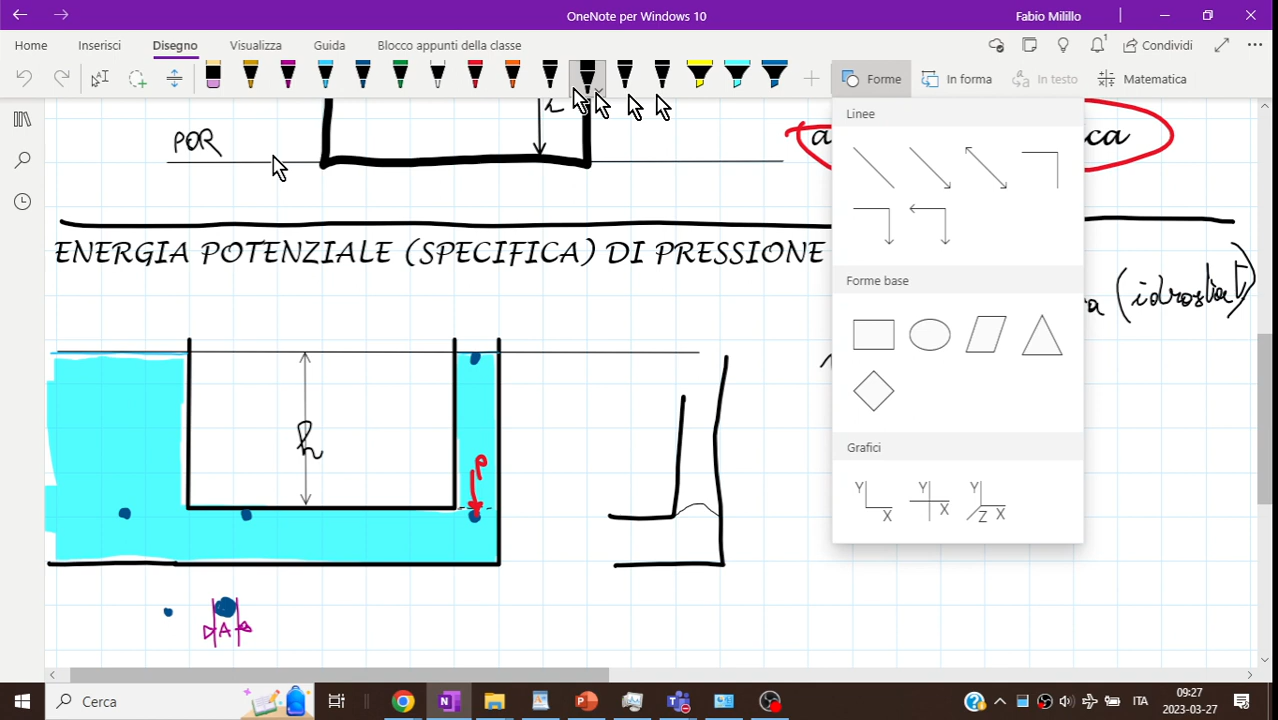 OneNote per Windows 10
Fabio Milillo
Home
Inserisci
Disegno
Visualizza
Guida
Blocco appunti della classe
Condividi
Forme
In forma
In testo
Matematica
Linee
POR
ca
ENERGIA POTENZIALE (SPECIFICA) DI PRESSIONE
Forme base
(idrostat)
h
p
Grafici
Y X
Y X
Y Z X
A
Cerca
ITA
09:27
2023-03-27